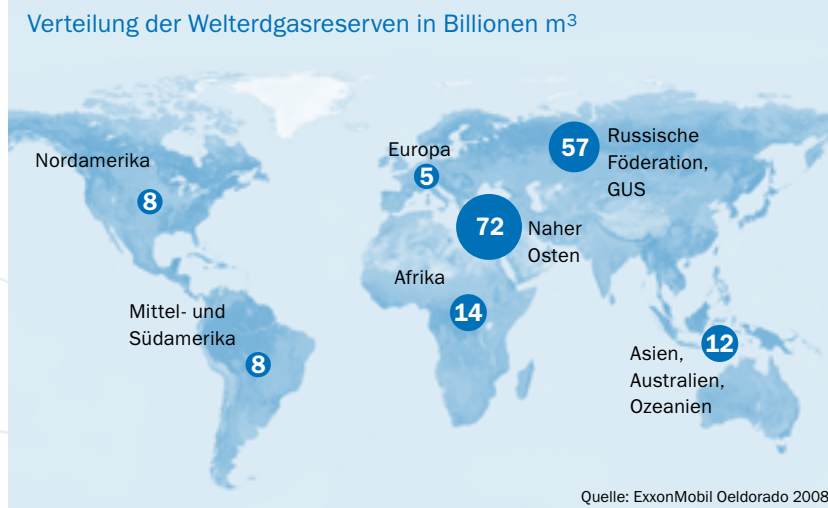 Verteilung der Welterdgasreserven in Billionen m³
Nordamerika
8
Europa
5
57
Russische
Föderation,
GUS
72
Naher
Osten
Afrika
14
Mittel- und
Südamerika
8
12
Asien,
Australien,
Ozeanien
Quelle: ExxonMobil Oeldorado 2008